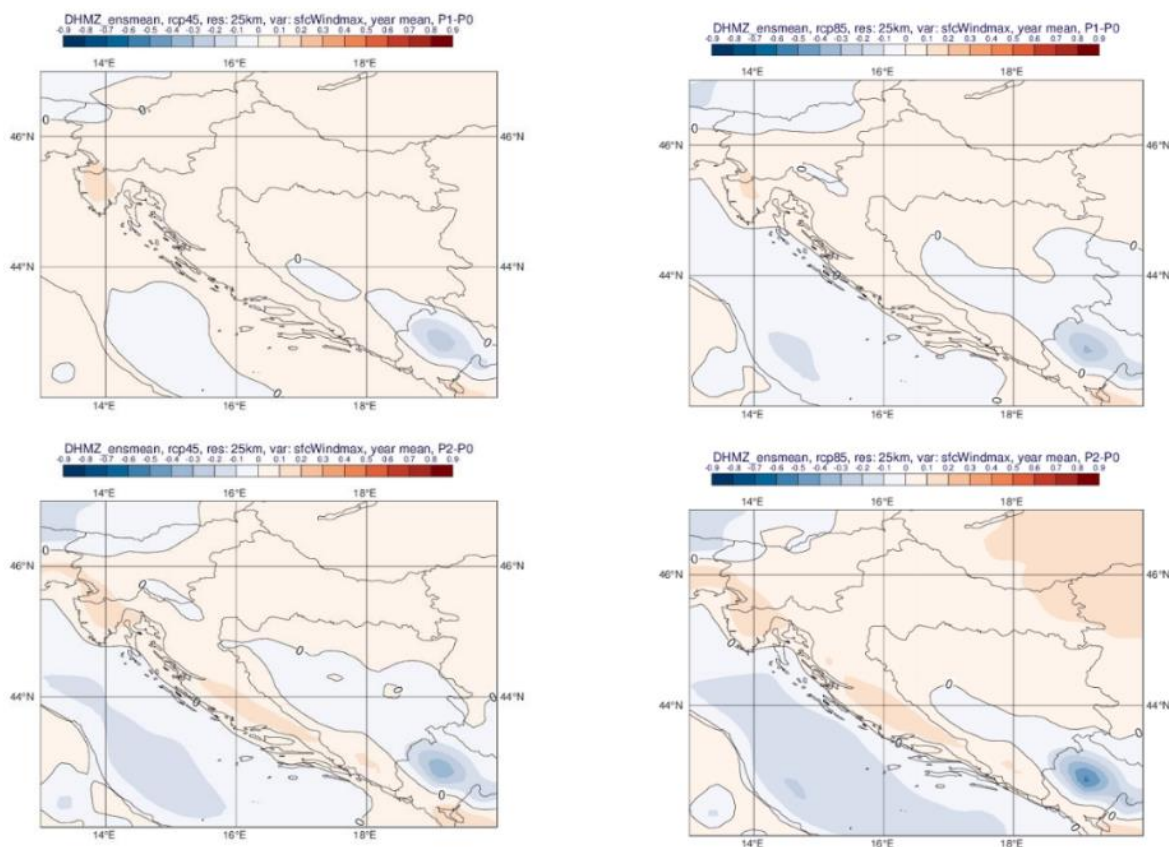 DHMZ_ensmean, rcp45, res: 25km, var: sfcWindmax, year mean, P1-P0
-0.9 -0.8 -0.7 -0.6 -0.5 -0.4 -0.3 -0.2 -0.1 0 0.1 0.2 0.3 0.4 0.5 0.6 0.7 0.8 0.9
14°E 16°E 18°E
0
0
46°N 46°N
0
44°N 44°N
0
0
0
14°E 16°E 18°E
DHMZ_ensmean, rcp85, res: 25km, var: sfcWindmax, year mean, P1-P0
-0.9 -0.8 -0.7 -0.6 -0.5 -0.4 -0.3 -0.2 -0.1 0 0.1 0.2 0.3 0.4 0.5 0.6 0.7 0.8 0.9
14°E 16°E 18°E
0
46°N 46°N
0
0
0
44°N 44°N
0
0
0
14°E 16°E 18°E
DHMZ_ensmean, rcp45, res: 25km, var: sfcWindmax, year mean, P2-P0
-0.9 -0.8 -0.7 -0.6 -0.5 -0.4 -0.3 -0.2 -0.1 0 0.1 0.2 0.3 0.4 0.5 0.6 0.7 0.8 0.9
14°E 16°E 18°E
0
46°N 46°N
0
0
44°N 0 44°N
0
0
14°E 16°E 18°E
DHMZ_ensmean, rcp85, res: 25km, var: sfcWindmax, year mean, P2-P0
-0.9 -0.8 -0.7 -0.6 -0.5 -0.4 -0.3 -0.2 -0.1 0 0.1 0.2 0.3 0.4 0.5 0.6 0.7 0.8 0.9
14°E 16°E 18°E
0 0
46°N 46°N
0
44°N 0 44°N
0
0
14°E 16°E 18°E